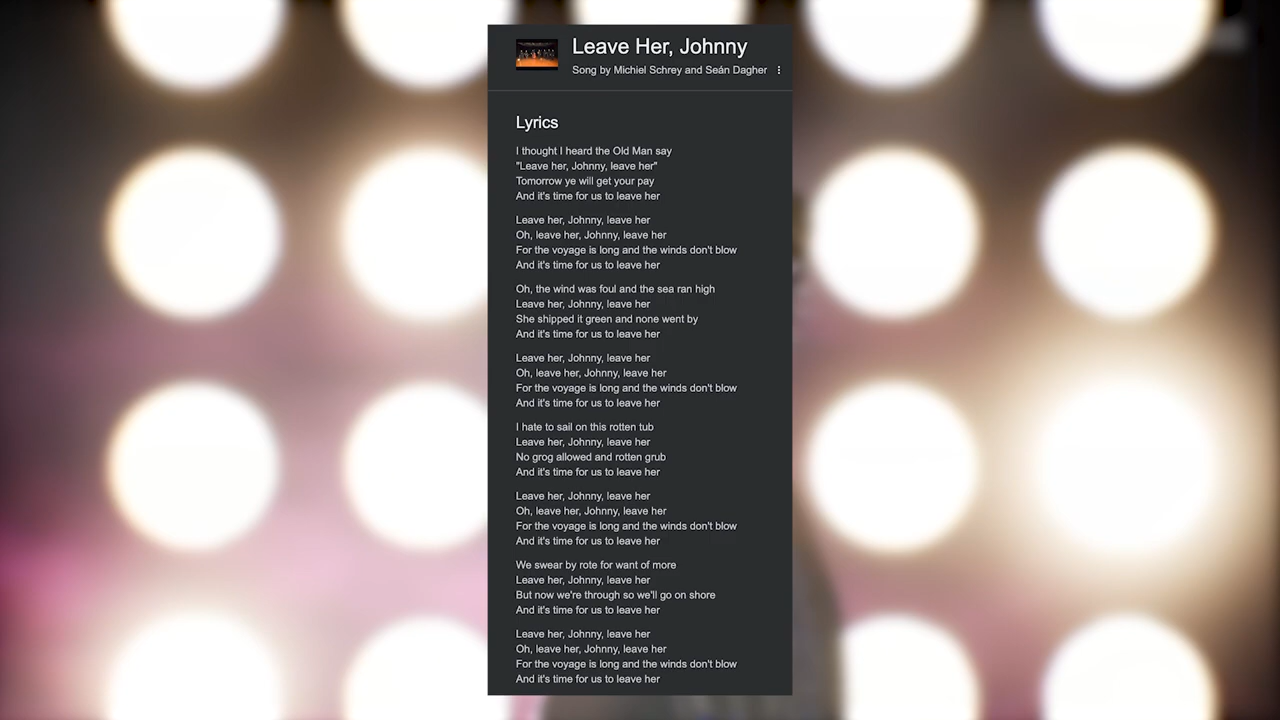 Leave Her, Johnny
Song by Michiel Schrey and Seán Dagher
Lyrics
I thought I heard the Old Man say
"Leave her, Johnny, leave her"
Tomorrow ye will get your pay
And it's time for us to leave her
Leave her, Johnny, leave her
Oh, leave her, Johnny, leave her
For the voyage is long and the winds don't blow
And it's time for us to leave her
Oh, the wind was foul and the sea ran high
Leave her, Johnny, leave her
She shipped it green and none went by
And it's time for us to leave her
Leave her, Johnny, leave her
Oh, leave her, Johnny, leave her
For the voyage is long and the winds don't blow
And it's time for us to leave her
I hate to sail on this rotten tub
Leave her, Johnny, leave her
No grog allowed and rotten grub
And it's time for us to leave her
Leave her, Johnny, leave her
Oh, leave her, Johnny, leave her
For the voyage is long and the winds don't blow
And it's time for us to leave her
We swear by rote for want of more
Leave her, Johnny, leave her
But now we're through so we'll go on shore
And it's time for us to leave her
Leave her, Johnny, leave her
Oh, leave her, Johnny, leave her
For the voyage is long and the winds don't blow
And it's time for us to leave her